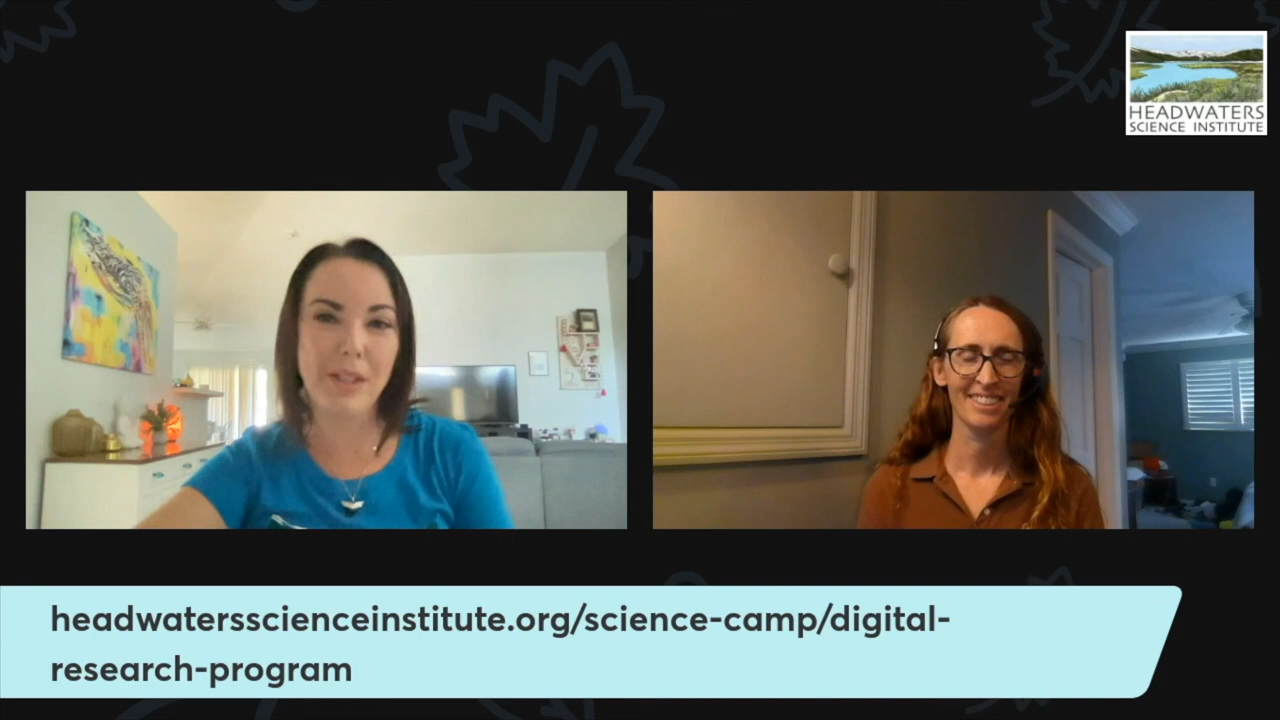 HEADWATERS
SCIENCE INSTITUTE
headwatersscienceinstitute.org/science-camp/digital-
research-program